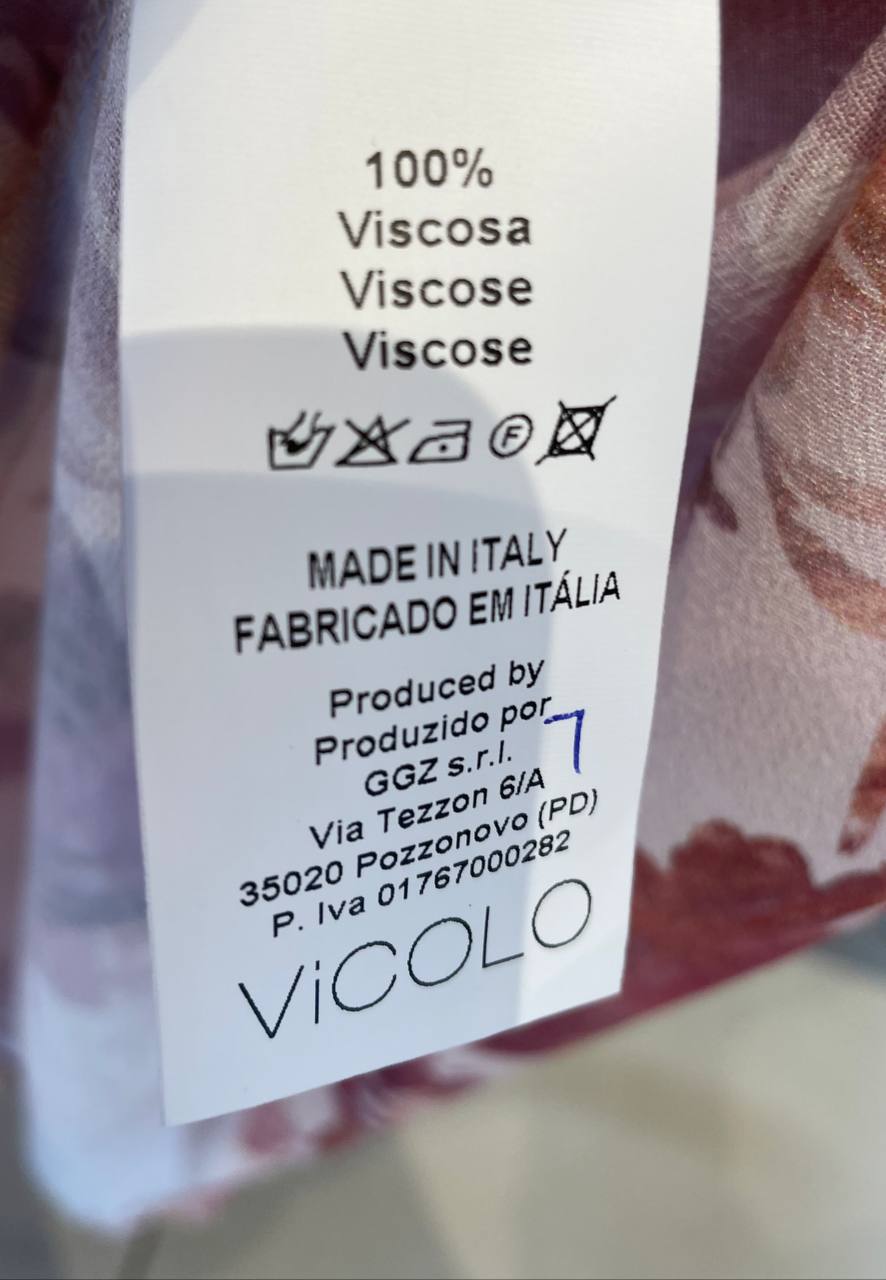 100%
Viscosa
Viscose
Viscose
F
MADE IN ITALY
FABRICADO EM ITÁLIA
Produced by
Produzido por
GGZ s.r.l.
Via Tezzon 6/A
35020 Pozzonovo (PD)
P. Iva 01767000282
ViCOLO